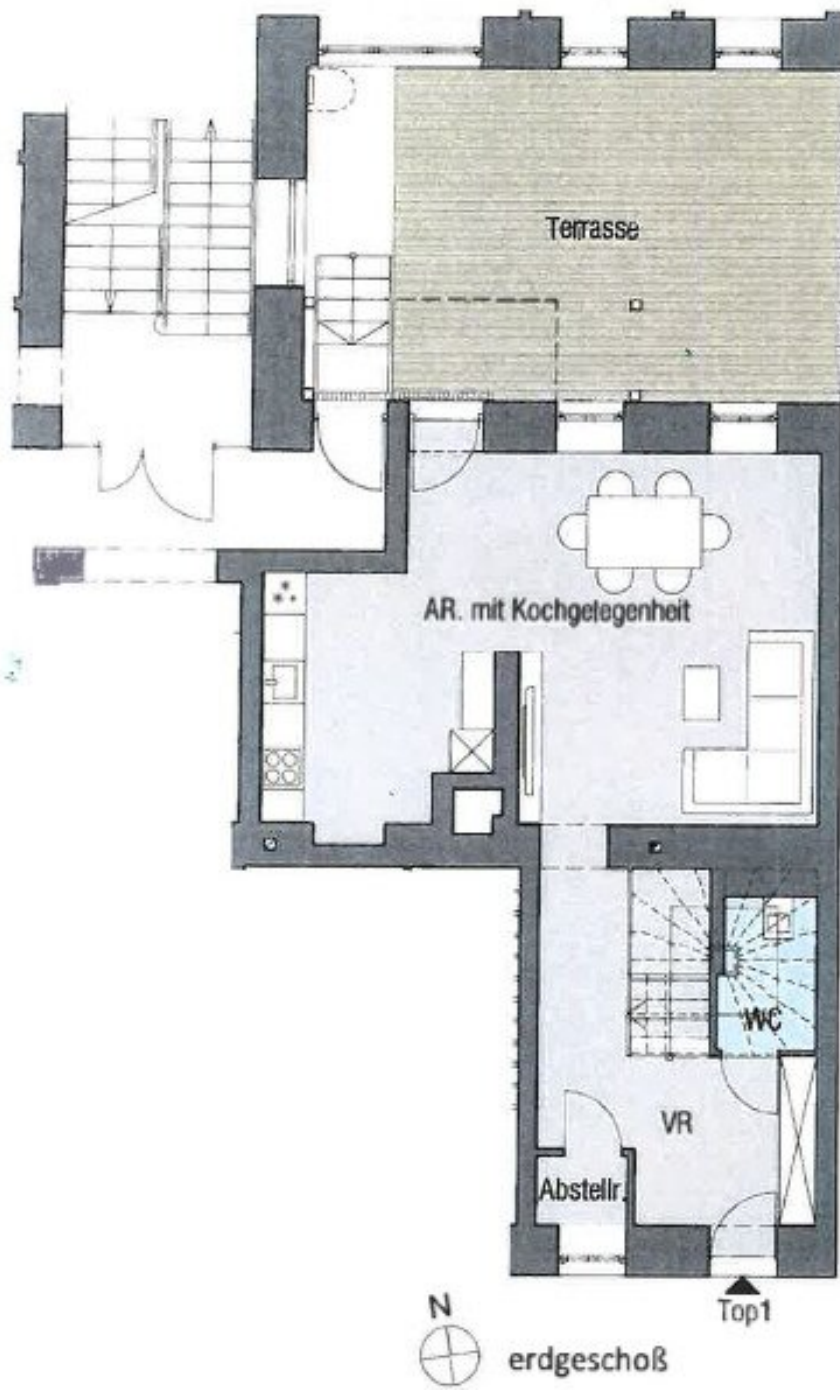 Terrasse
AR. mit Kochgelegenheit
WC
VR
Abstellr.
Top1
N
erdgeschoß